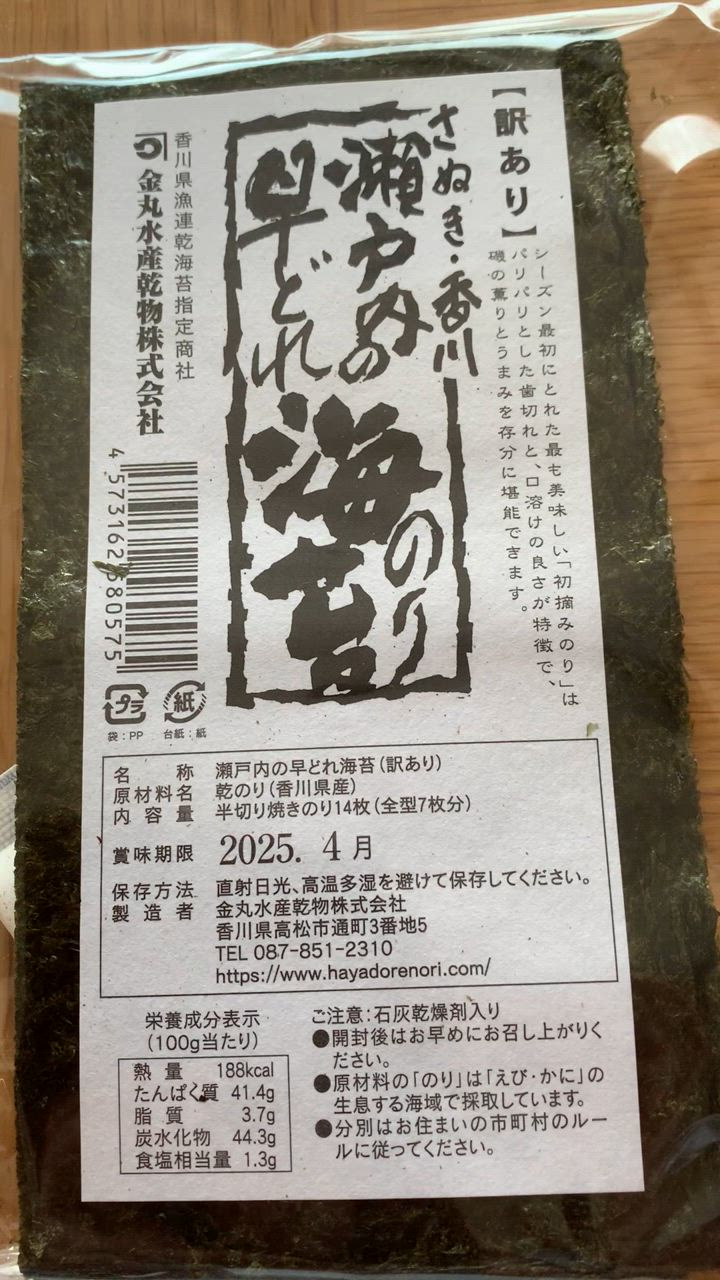 【訳あり】
シーズン最初にとれた最も美味しい「初摘みのり」は
パリパリとした歯切れと、口溶けの良さが特徴で、
磯の薫りとうまみを存分に堪能できます。
さぬき・香川
瀬戸内の
早どれ
海苔
のり
香川県漁連乾海苔指定商社
金丸水産乾物株式会社
4 573162 680575
プラ
袋：PP
紙
台紙：紙
名称 瀬戸内の早どれ海苔（訳あり）
原材料名 乾のり（香川県産）
内容量 半切り焼きのり14枚（全型7枚分）
賞味期限 2025. 4月
保存方法 直射日光、高温多湿を避けて保存してください。
製造者 金丸水産乾物株式会社
香川県高松市通町3番地5
TEL 087-851-2310
https://www.hayadorenori.com/
栄養成分表示
（100g当たり）
熱量 188kcal
たんぱく質 41.4g
脂質 3.7g
炭水化物 44.3g
食塩相当量 1.3g
ご注意：石灰乾燥剤入り
●開封後はお早めにお召し上がりく
ださい。
●原材料の「のり」は「えび・かに」の
生息する海域で採取しています。
●分別はお住まいの市町村のルー
ルに従ってください。